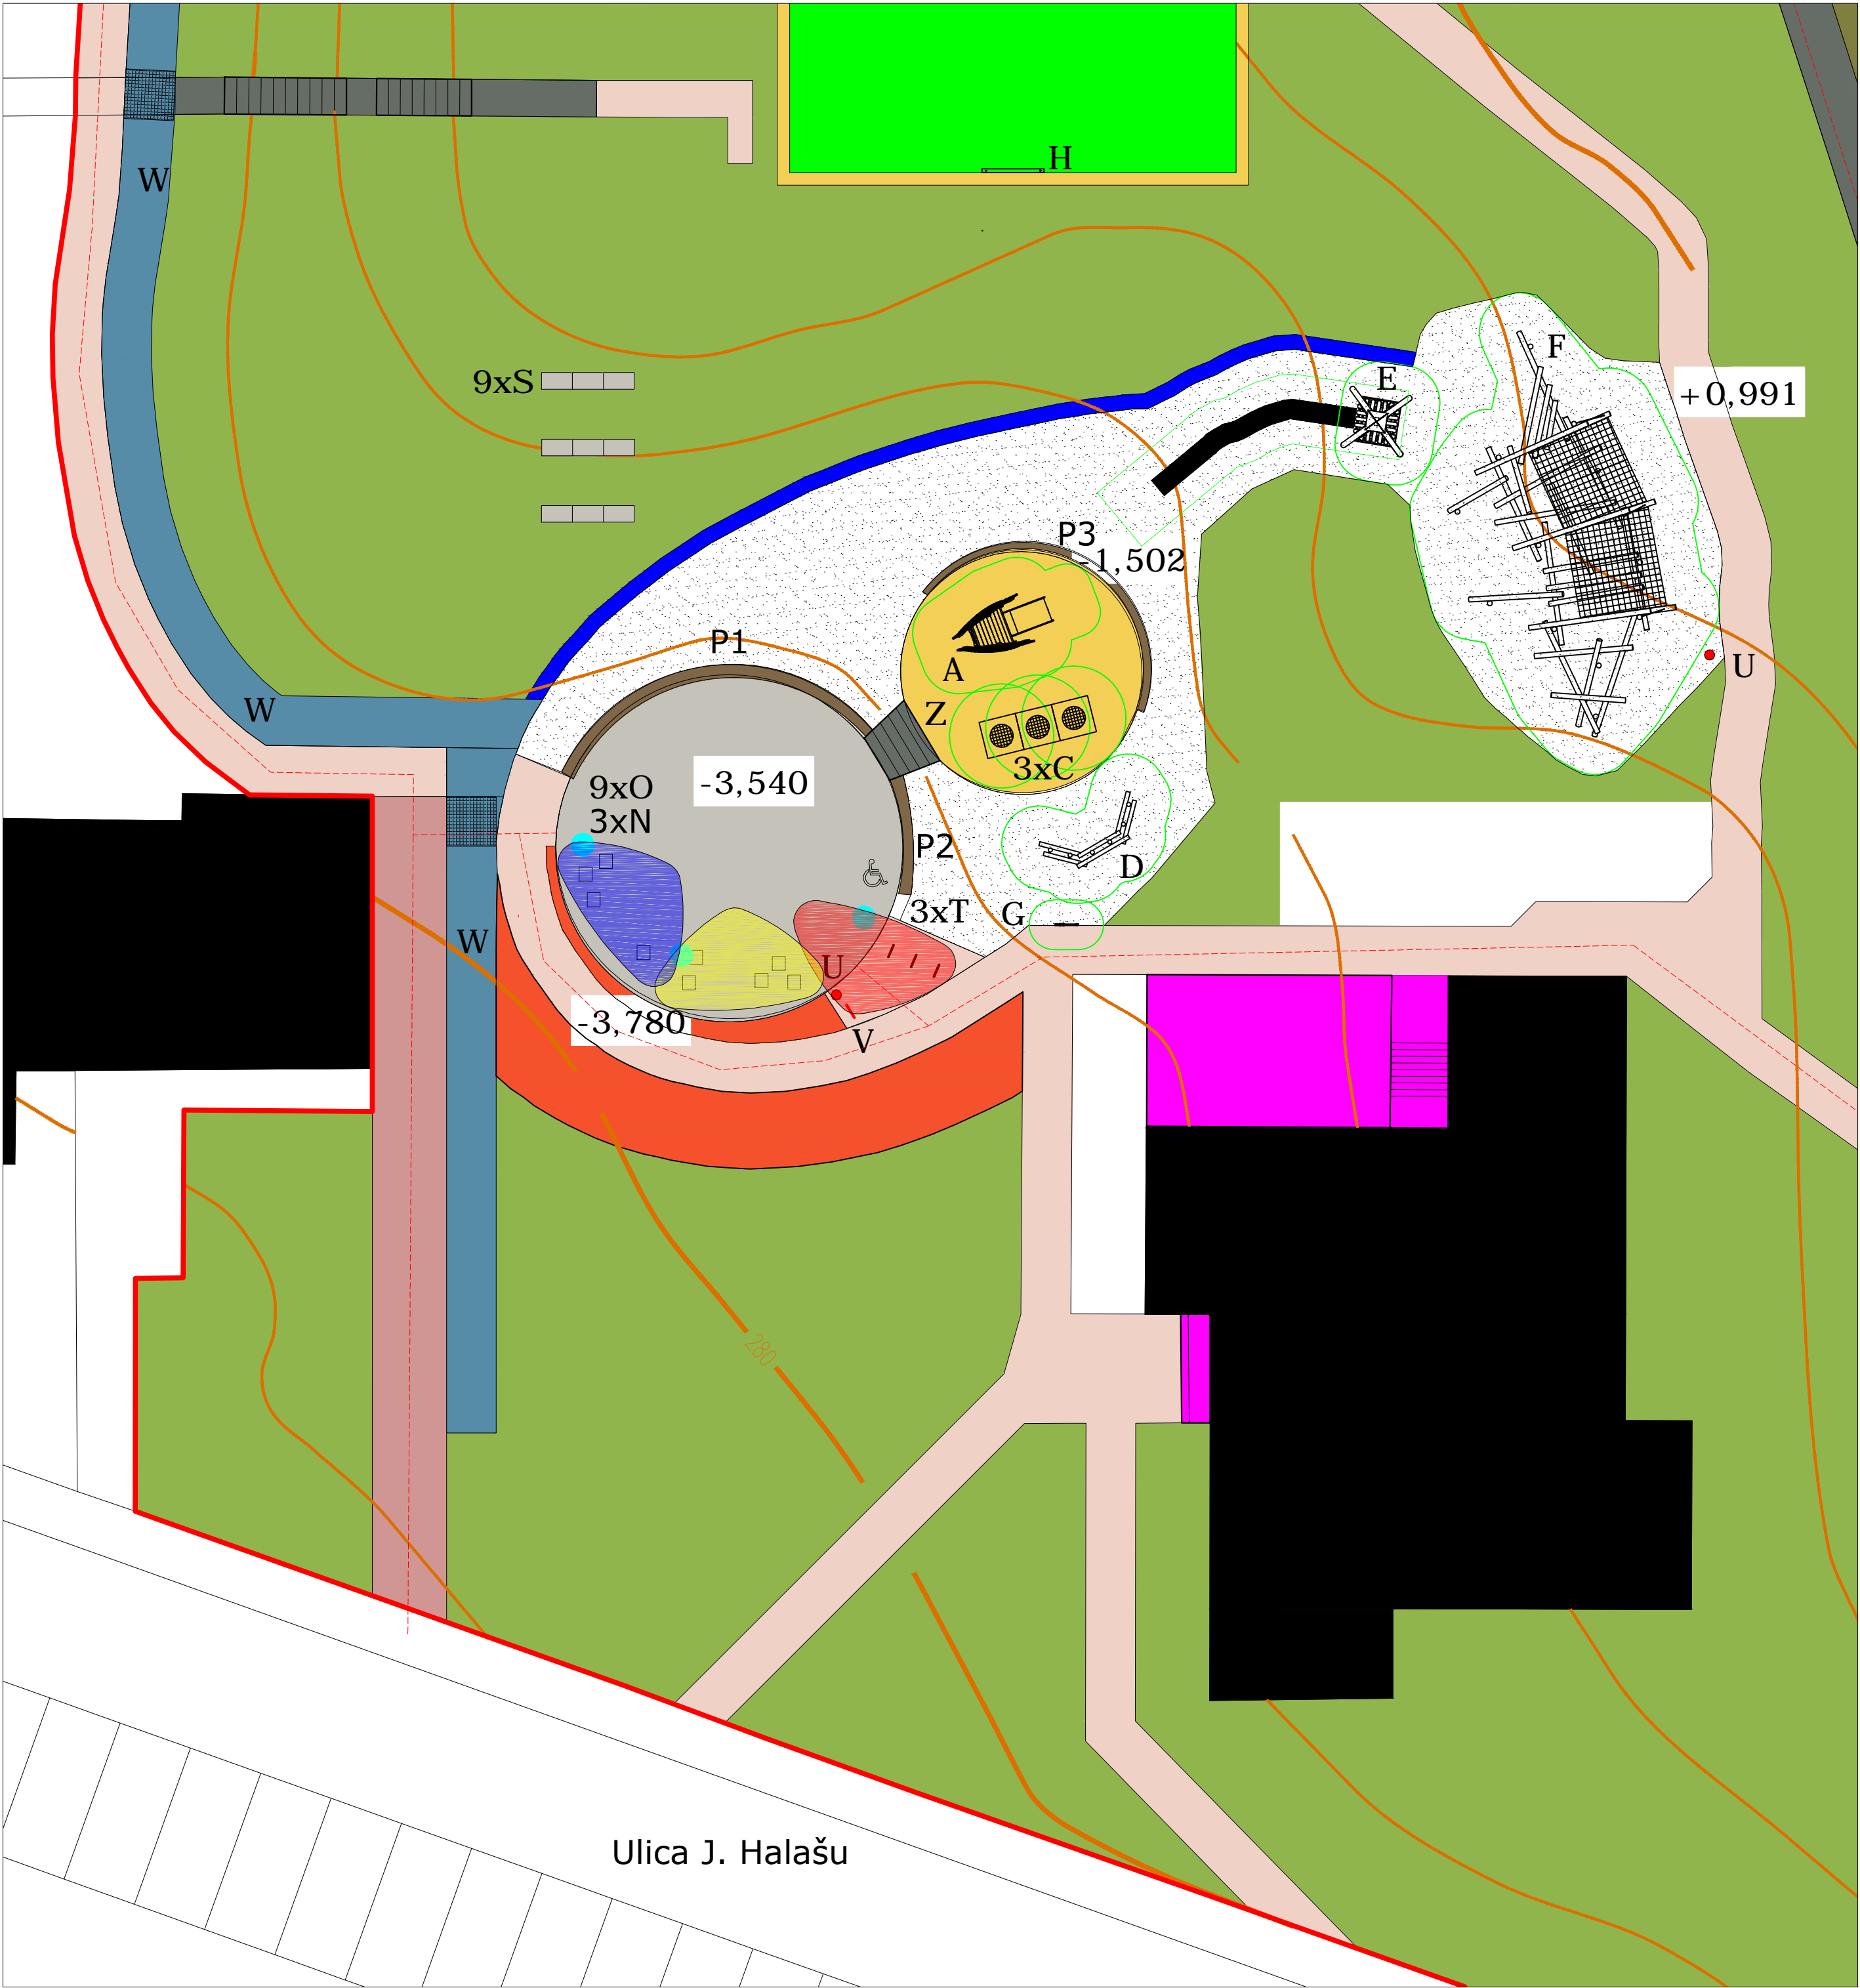 H
W
F
E
9xS
+0,991
P3
-1,502
P1
A
U
W
Z
3xC
-3,540
9xO
3xN
P2
D
3xT
G
W
U
-3,780
V
280
Ulica J. Halašu